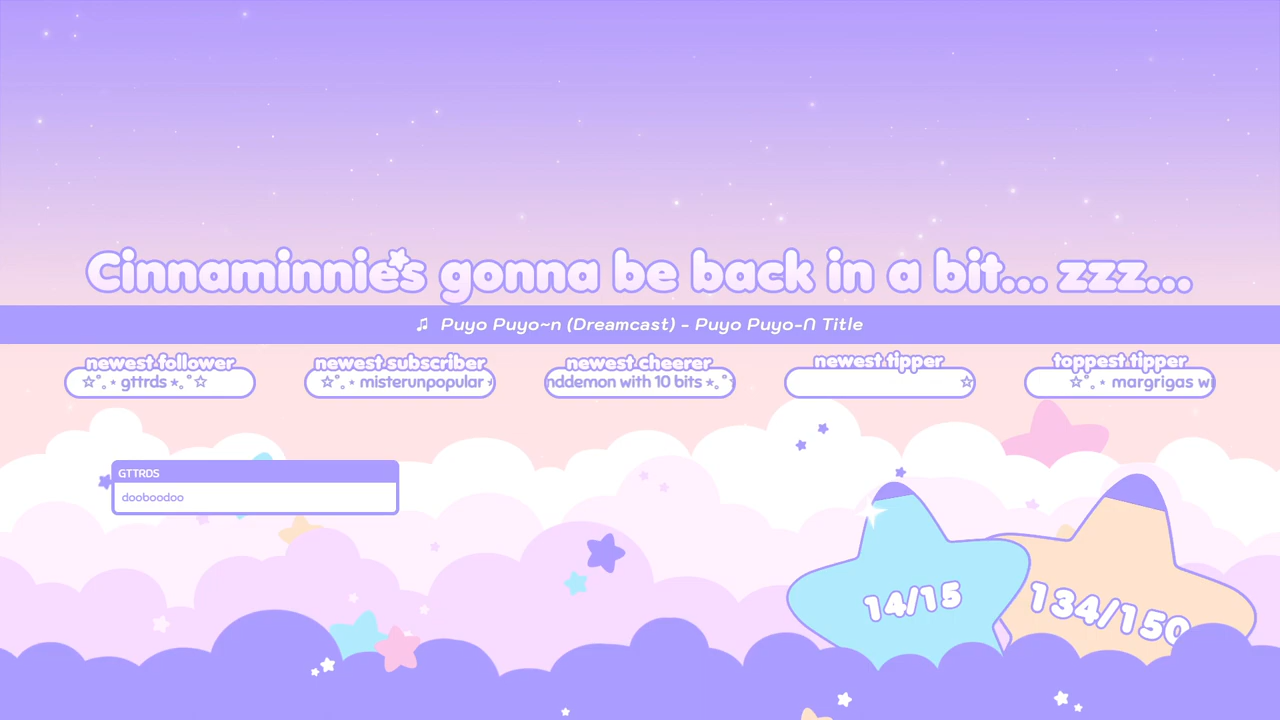 Cinnaminnie's gonna be back in a bit... zzz...
♫ Puyo Puyo~n (Dreamcast) - Puyo Puyo-n Title
newest follower
☆˚｡⋆ gttrds ⋆｡˚☆
newest subscriber
☆˚｡⋆ misterunpopular
newest cheerer
nddemon with 10 bits ⋆｡˚
newest tipper
☆
toppest tipper
☆˚｡⋆ margrigas
GTTRDS
dooboodoo
14/15
134/150